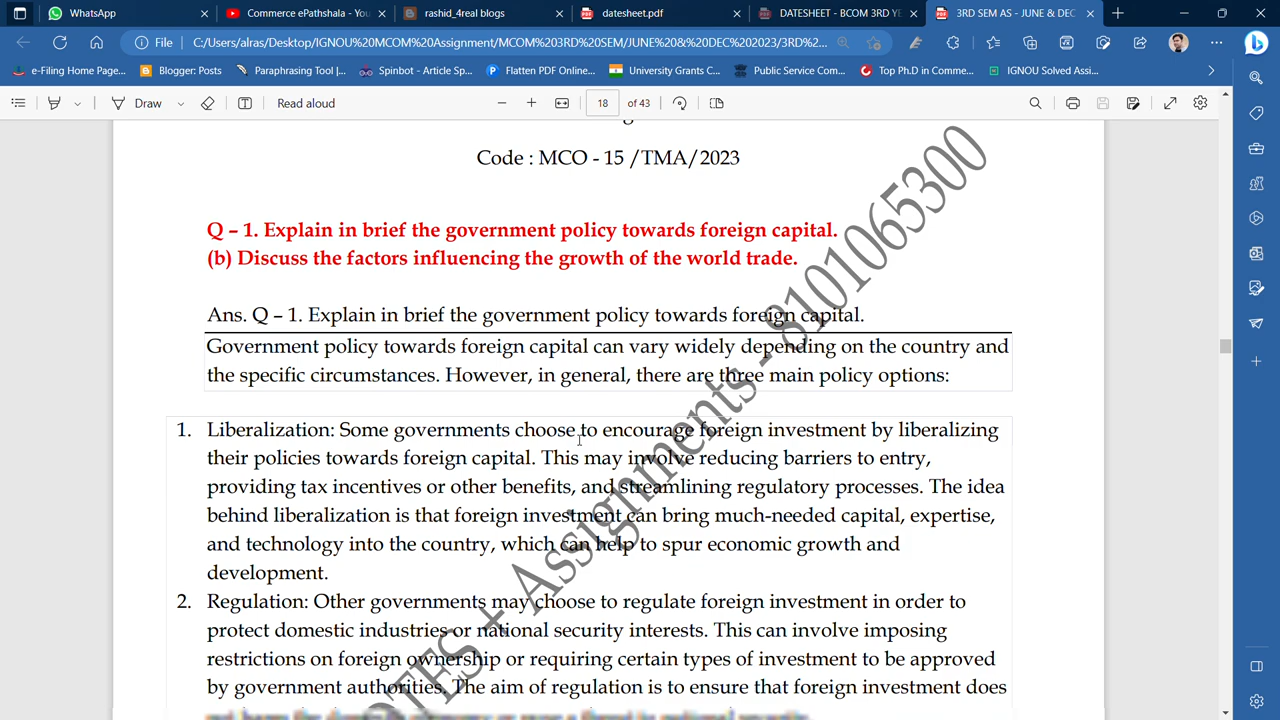 WhatsApp
Commerce ePathshala - You
rashid_4real blogs
datesheet.pdf
DATESHEET - BCOM 3RD YE
3RD SEM AS - JUNE & DEC
File
C:/Users/alras/Desktop/IGNOU%20MCOM%20Assignment/MCOM%203RD%20SEM/JUNE%20&%20DEC%202023/3RD%2...
e-Filing Home Page...
Blogger: Posts
Paraphrasing Tool |...
Spinbot - Article Sp...
Flatten PDF Online...
University Grants C...
Public Service Com...
Top Ph.D in Comme...
IGNOU Solved Assi...
Draw
Read aloud
18 of 43
Code : MCO - 15 /TMA/2023
Q – 1. Explain in brief the government policy towards foreign capital.
(b) Discuss the factors influencing the growth of the world trade.
Ans. Q – 1. Explain in brief the government policy towards foreign capital.
Government policy towards foreign capital can vary widely depending on the country and
the specific circumstances. However, in general, there are three main policy options:
1. Liberalization: Some governments choose to encourage foreign investment by liberalizing
their policies towards foreign capital. This may involve reducing barriers to entry,
providing tax incentives or other benefits, and streamlining regulatory processes. The idea
behind liberalization is that foreign investment can bring much-needed capital, expertise,
and technology into the country, which can help to spur economic growth and
development.
2. Regulation: Other governments may choose to regulate foreign investment in order to
protect domestic industries or national security interests. This can involve imposing
restrictions on foreign ownership or requiring certain types of investment to be approved
by government authorities. The aim of regulation is to ensure that foreign investment does
OTES + Assignments - 8101065300